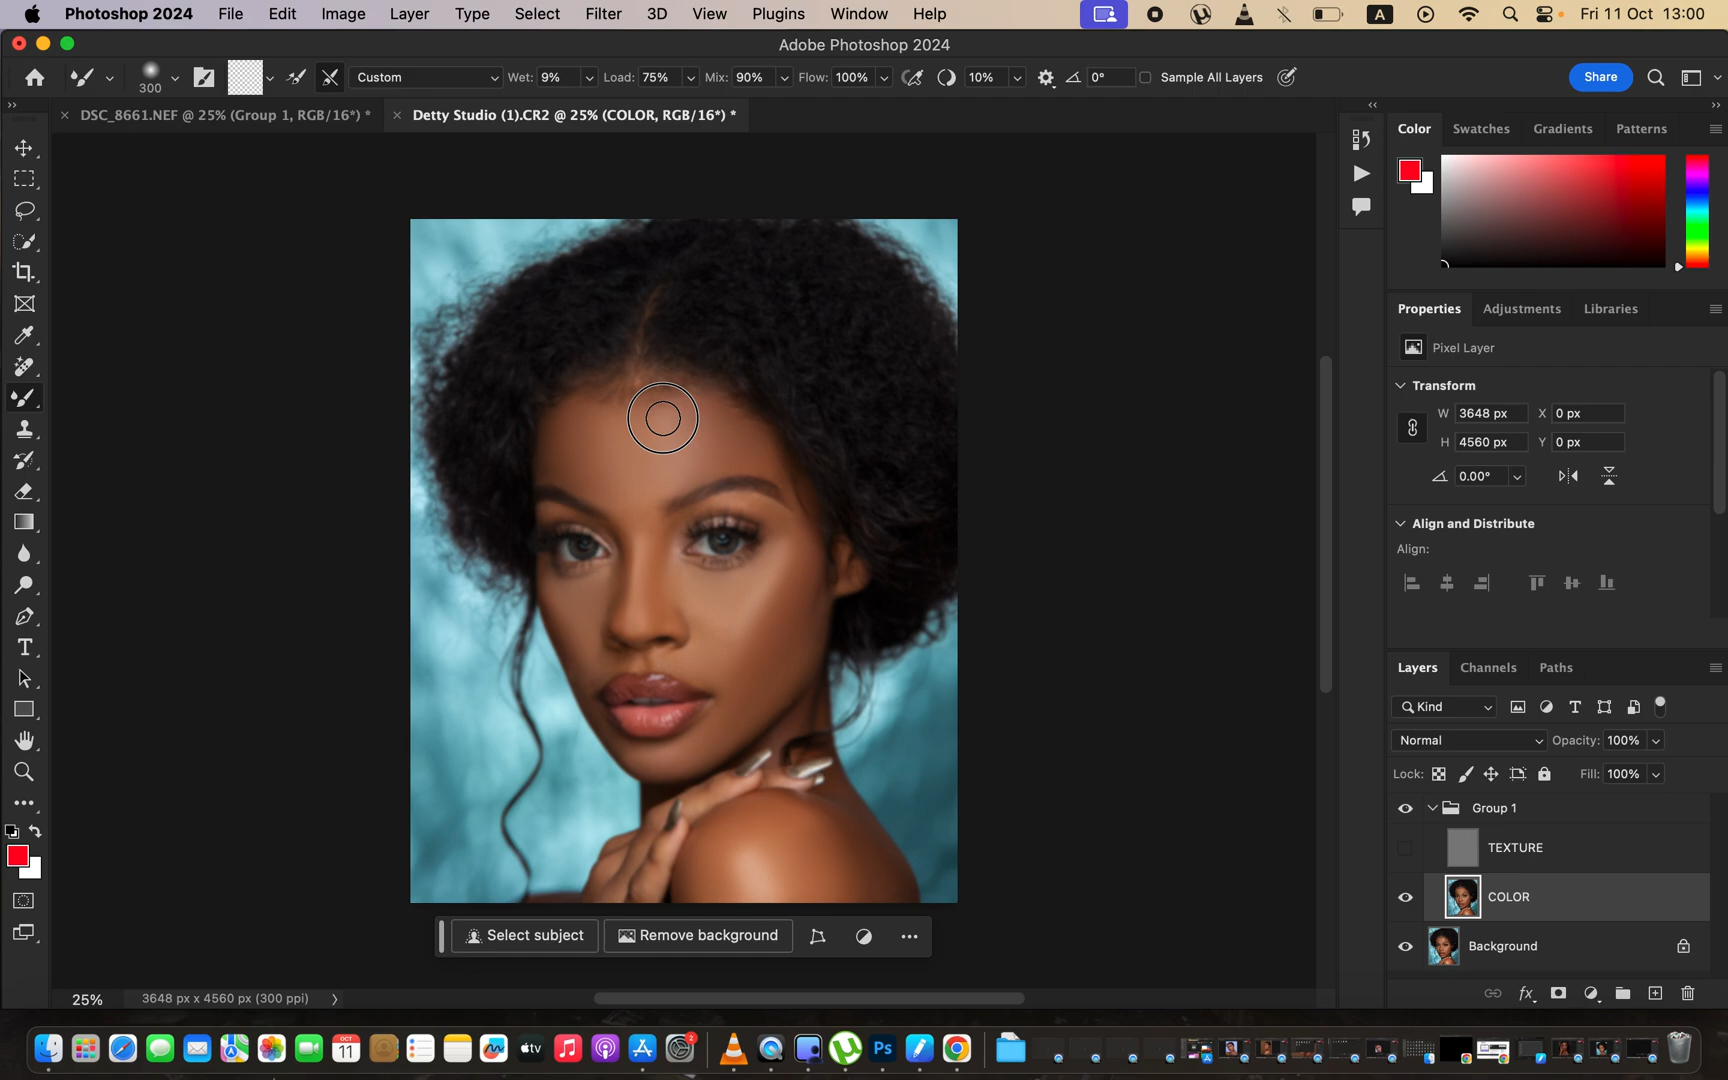 Photoshop 2024 File Edit Image Layer Type Select Filter 3D View Plugins Window Help A Fri 11 Oct 13:00
Adobe Photoshop 2024
300 Custom Wet: 9% Load: 75% Mix: 90% Flow: 100% 10% 0° Sample All Layers Share
DSC_8661.NEF @ 25% (Group 1, RGB/16*) * Detty Studio (1).CR2 @ 25% (COLOR, RGB/16*) *
Color Swatches Gradients Patterns
Properties Adjustments Libraries
Pixel Layer
Transform
W 3648 px X 0 px
H 4560 px Y 0 px
0.00°
Align and Distribute
Align:
Layers Channels Paths
Kind
Normal Opacity: 100%
Lock: Fill: 100%
Group 1
TEXTURE
COLOR
Background
Select subject Remove background
25% 3648 px x 4560 px (300 ppi)
OCT
11
tv
2
Ps